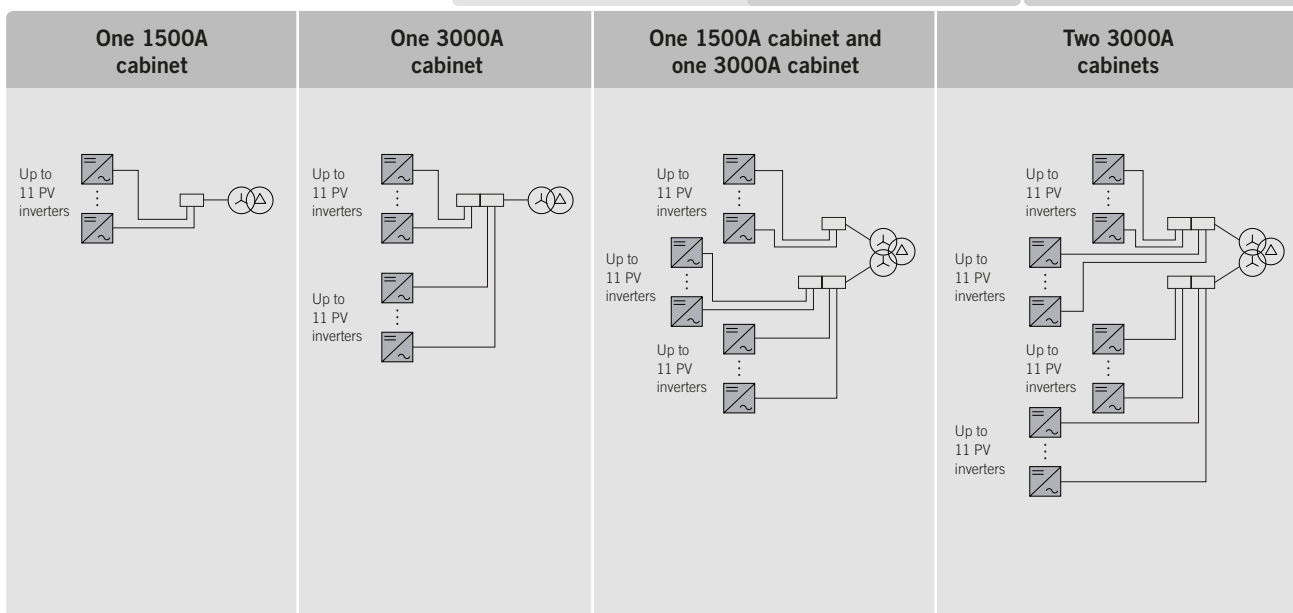 One 1500A
cabinet
One 3000A
cabinet
One 1500A cabinet and
one 3000A cabinet
Two 3000A
cabinets
Up to
11 PV
inverters
Up to
11 PV
inverters
Up to
11 PV
inverters
Up to
11 PV
inverters
Up to
11 PV
inverters
Up to
11 PV
inverters
Up to
11 PV
inverters
Up to
11 PV
inverters
Up to
11 PV
inverters
Up to
11 PV
inverters